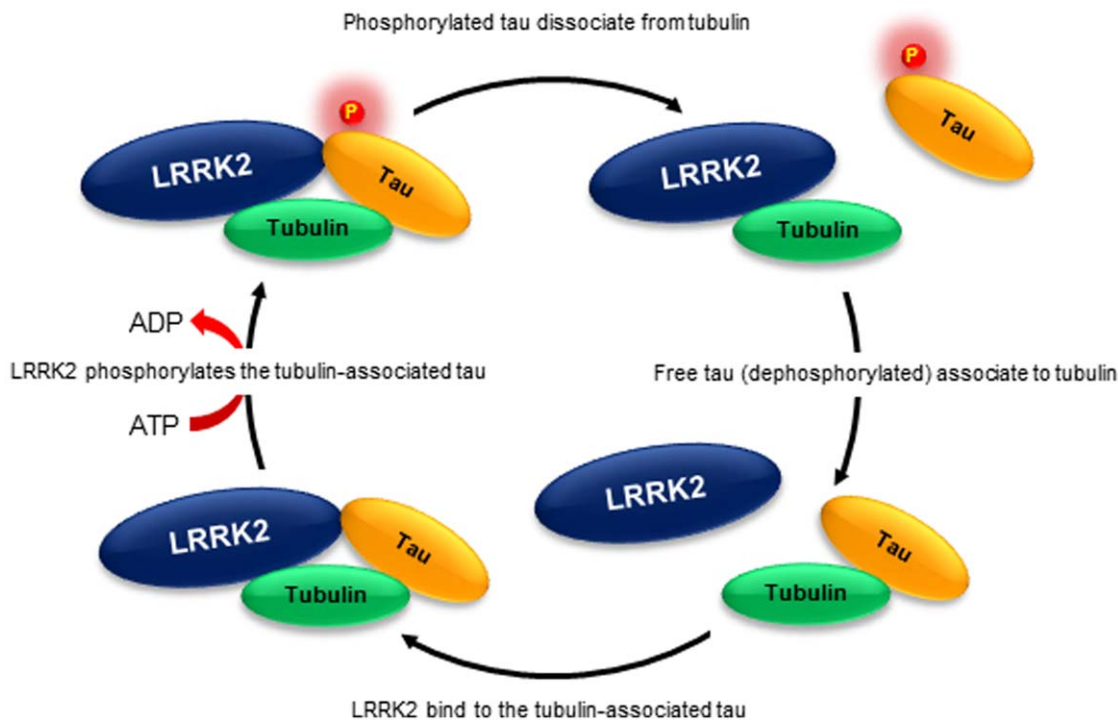 Phosphorylated tau dissociate from tubulin
P
P
LRRK2
Tau
Tubulin
LRRK2
Tau
Tubulin
ADP
LRRK2 phosphorylates the tubulin-associated tau
ATP
Free tau (dephosphorylated) associate to tubulin
LRRK2
Tau
Tubulin
LRRK2
Tau
Tubulin
LRRK2 bind to the tubulin-associated tau